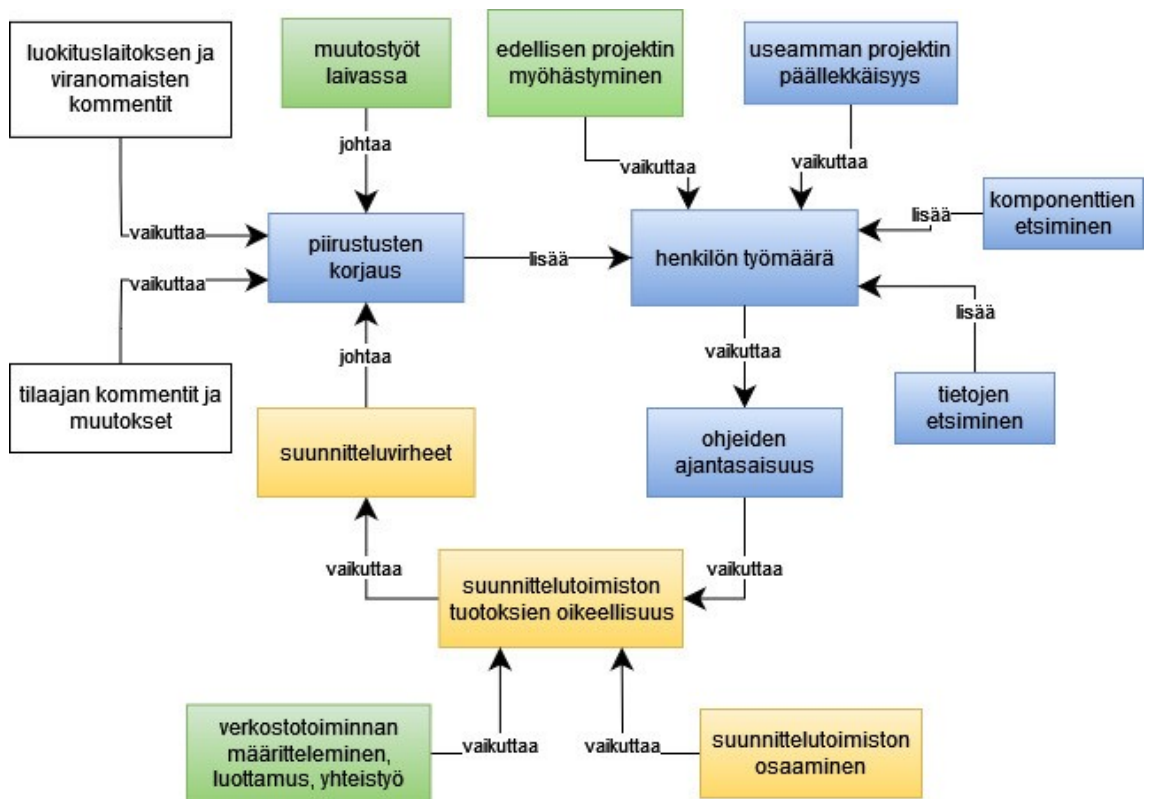 luokituslaitoksen ja
viranomaisten
kommentit
muutostyöt
laivassa
edellisen projektin
myöhästyminen
useamman projektin
päällekkäisyys
johtaa
vaikuttaa
vaikuttaa
komponenttien
etsiminen
lisää
vaikuttaa
piirustusten
korjaus
lisää
henkilön työmäärä
vaikuttaa
lisää
vaikuttaa
johtaa
tilaajan kommentit ja
muutokset
tietojen
etsiminen
suunnitteluvirheet
ohjeiden
ajantasaisuus
vaikuttaa
vaikuttaa
suunnittelutoimiston
tuotoksien oikeellisuus
verkostotoiminnan
määritteleminen,
luottamus, yhteistyö
vaikuttaa
vaikuttaa
suunnittelutoimiston
osaaminen